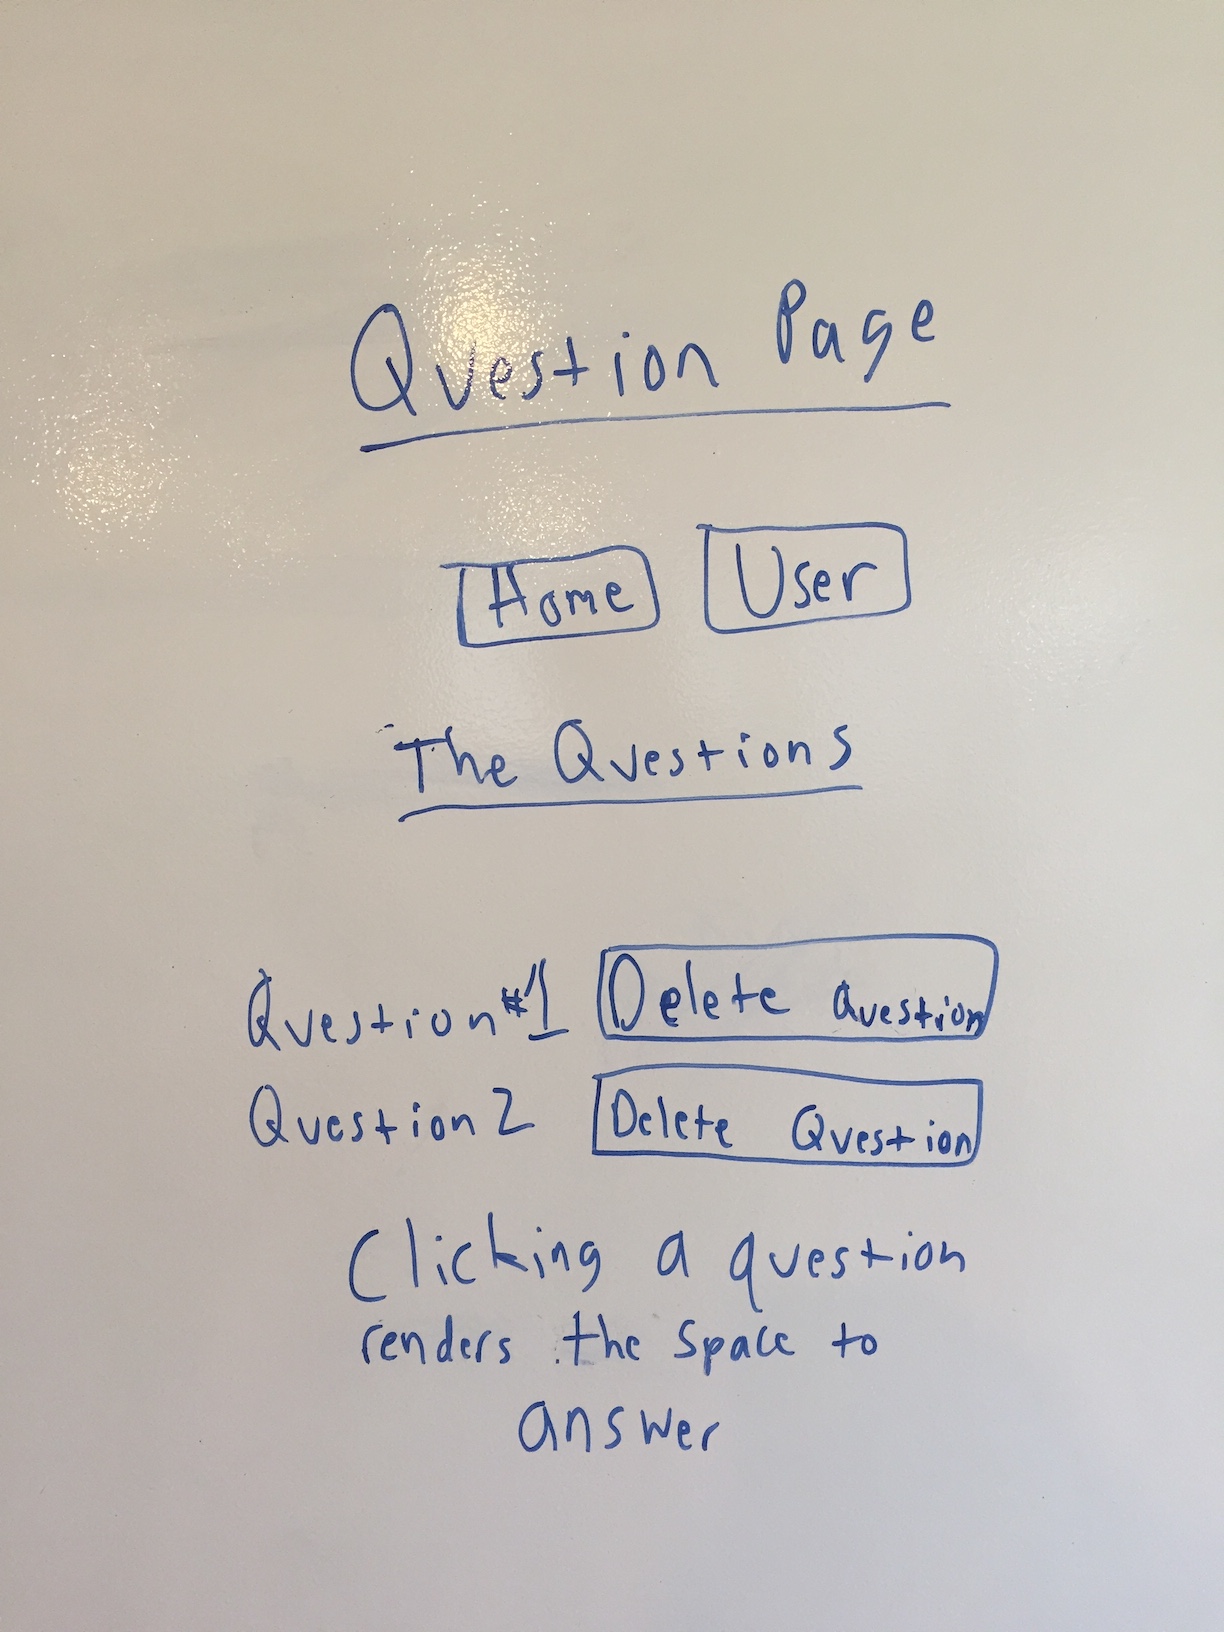 Question Page
Home User
The Questions
Question #1 Delete Question
Question 2 Delete Question
Clicking a question
renders the space to
answer